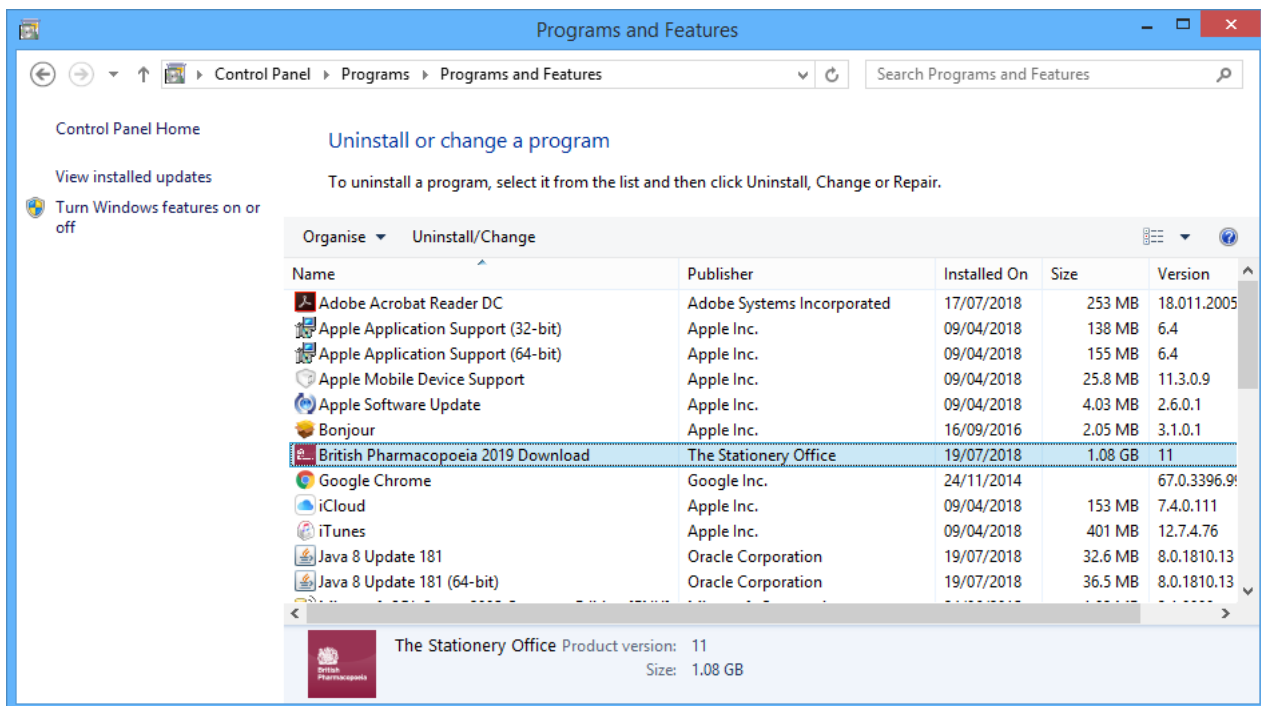 Programs and Features
Control Panel Programs Programs and Features Search Programs and Features
Control Panel Home
View installed updates
Turn Windows features on or
off
Uninstall or change a program
To uninstall a program, select it from the list and then click Uninstall, Change or Repair.
Organise Uninstall/Change
Name Publisher Installed On Size Version
Adobe Acrobat Reader DC Adobe Systems Incorporated 17/07/2018 253 MB 18.011.2005
Apple Application Support (32-bit) Apple Inc. 09/04/2018 138 MB 6.4
Apple Application Support (64-bit) Apple Inc. 09/04/2018 155 MB 6.4
Apple Mobile Device Support Apple Inc. 09/04/2018 25.8 MB 11.3.0.9
Apple Software Update Apple Inc. 09/04/2018 4.03 MB 2.6.0.1
Bonjour Apple Inc. 16/09/2016 2.05 MB 3.1.0.1
British Pharmacopoeia 2019 Download The Stationery Office 19/07/2018 1.08 GB 11
Google Chrome Google Inc. 24/11/2014 67.0.3396.99
iCloud Apple Inc. 09/04/2018 153 MB 7.4.0.111
iTunes Apple Inc. 09/04/2018 401 MB 12.7.4.76
Java 8 Update 181 Oracle Corporation 19/07/2018 32.6 MB 8.0.1810.13
Java 8 Update 181 (64-bit) Oracle Corporation 19/07/2018 36.5 MB 8.0.1810.13
The Stationery Office Product version: 11
Size: 1.08 GB
British
Pharmacopoeia